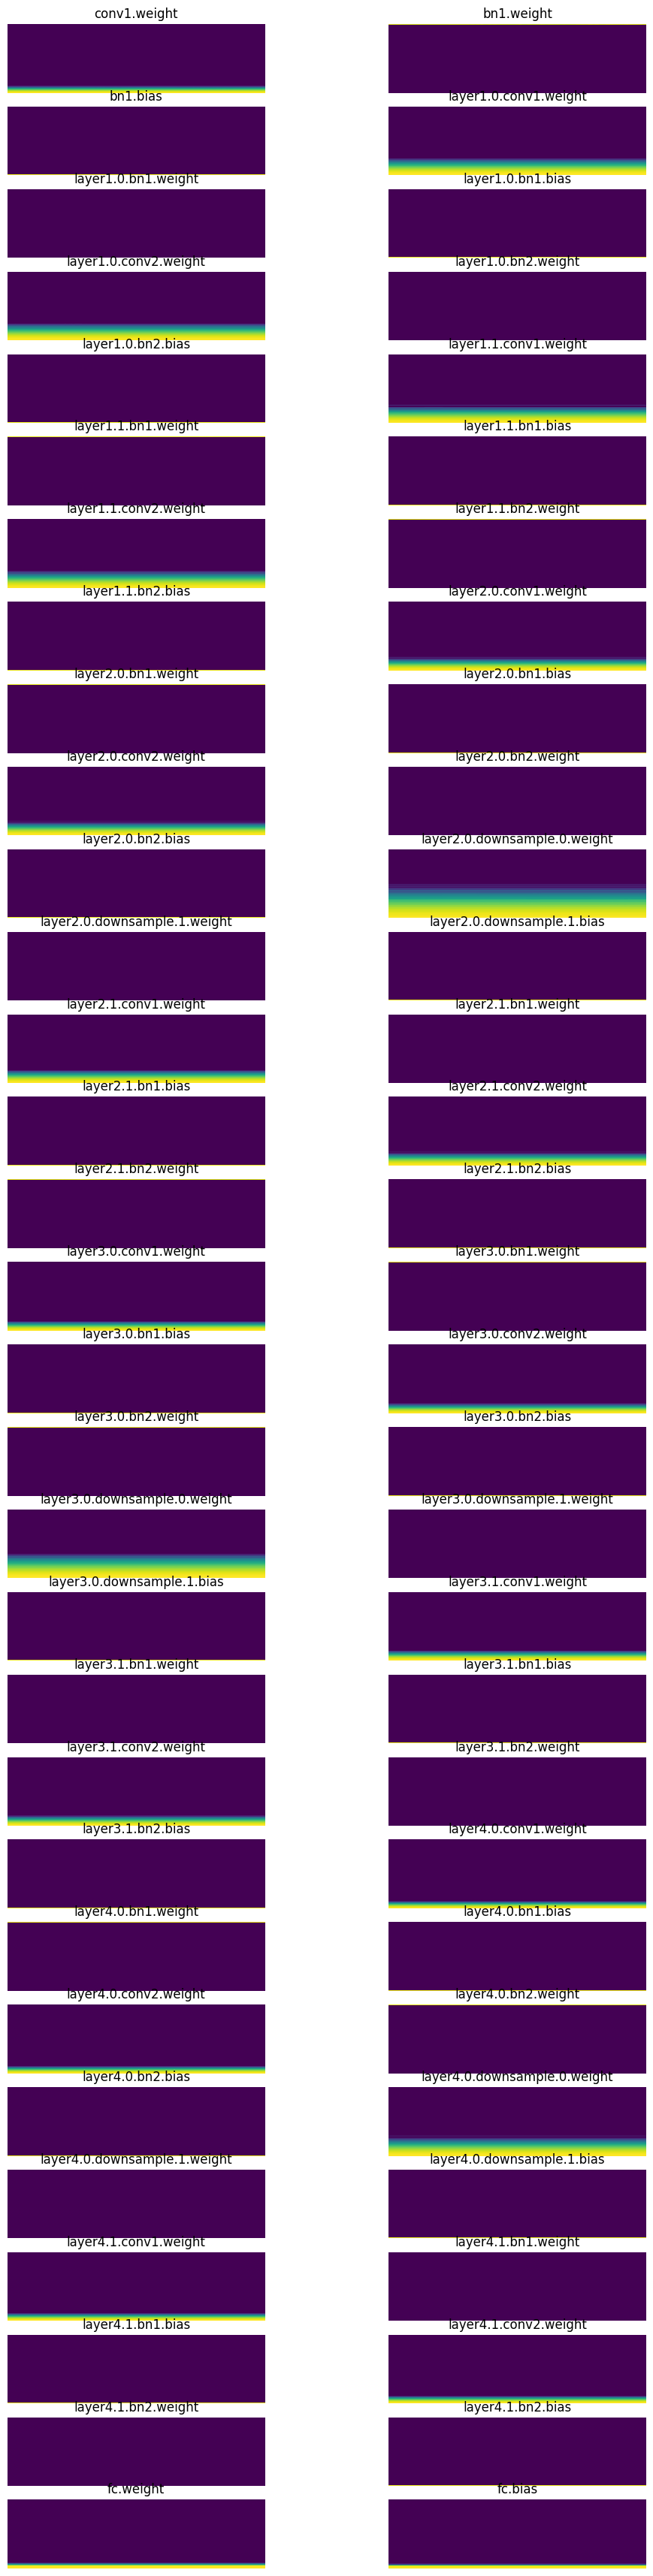 conv1.weight
bn1.weight
bn1.bias
layer1.0.conv1.weight
layer1.0.bn1.weight
layer1.0.bn1.bias
layer1.0.conv2.weight
layer1.0.bn2.weight
layer1.0.bn2.bias
layer1.1.conv1.weight
layer1.1.bn1.weight
layer1.1.bn1.bias
layer1.1.conv2.weight
layer1.1.bn2.weight
layer1.1.bn2.bias
layer2.0.conv1.weight
layer2.0.bn1.weight
layer2.0.bn1.bias
layer2.0.conv2.weight
layer2.0.bn2.weight
layer2.0.bn2.bias
layer2.0.downsample.0.weight
layer2.0.downsample.1.weight
layer2.0.downsample.1.bias
layer2.1.conv1.weight
layer2.1.bn1.weight
layer2.1.bn1.bias
layer2.1.conv2.weight
layer2.1.bn2.weight
layer2.1.bn2.bias
layer3.0.conv1.weight
layer3.0.bn1.weight
layer3.0.bn1.bias
layer3.0.conv2.weight
layer3.0.bn2.weight
layer3.0.bn2.bias
layer3.0.downsample.0.weight
layer3.0.downsample.1.weight
layer3.0.downsample.1.bias
layer3.1.conv1.weight
layer3.1.bn1.weight
layer3.1.bn1.bias
layer3.1.conv2.weight
layer3.1.bn2.weight
layer3.1.bn2.bias
layer4.0.conv1.weight
layer4.0.bn1.weight
layer4.0.bn1.bias
layer4.0.conv2.weight
layer4.0.bn2.weight
layer4.0.bn2.bias
layer4.0.downsample.0.weight
layer4.0.downsample.1.weight
layer4.0.downsample.1.bias
layer4.1.conv1.weight
layer4.1.bn1.weight
layer4.1.bn1.bias
layer4.1.conv2.weight
layer4.1.bn2.weight
layer4.1.bn2.bias
fc.weight
fc.bias